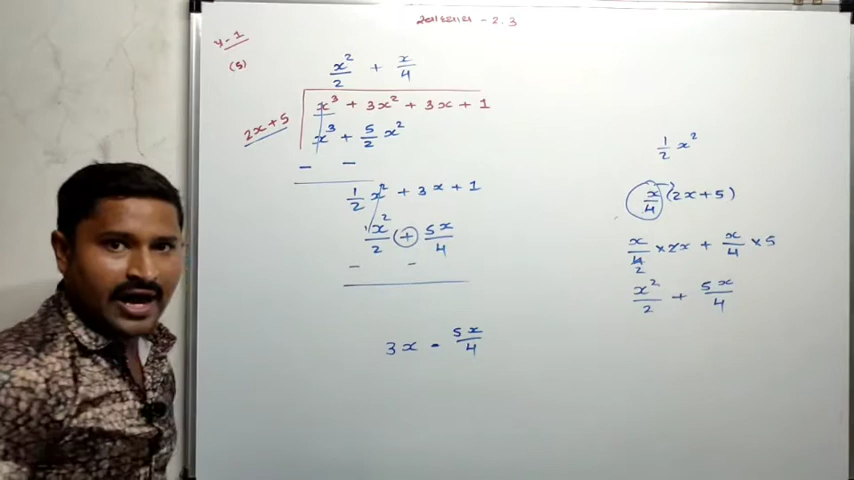 સ્વાધ્યાય - 2.3
પ્ર-1
(5)
x²/2 + x/4
2x+5
x³ + 3x² + 3x + 1
x³ + 5/2 x²
- -
1/2 x² + 3x + 1
x²/2 + 5x/4
- -
3x - 5x/4
1/2 x²
x/4 (2x+5)
x/4 × 2x + x/4 × 5
2
x²/2 + 5x/4